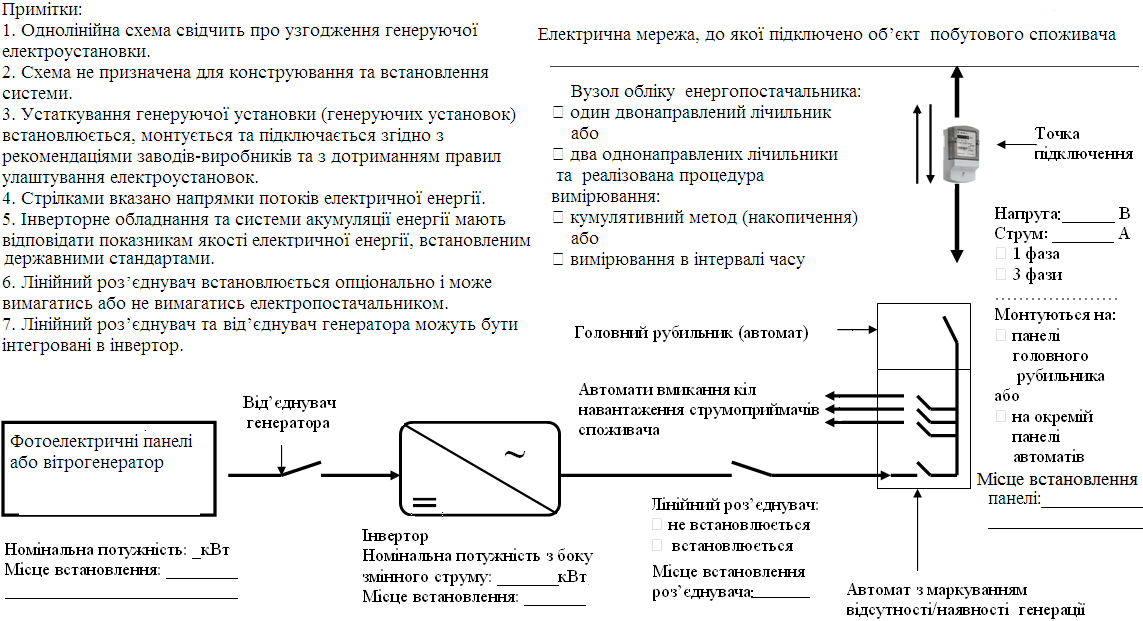 Примітки:
1. Однолінійна схема свідчить про узгодження генеруючої
електроустановки.
2. Схема не призначена для конструювання та встановлення
системи.
3. Устаткування генеруючої установки (генеруючих установок)
встановлюється, монтується та підключається згідно з
рекомендаціями заводів-виробників та з дотриманням правил
улаштування електроустановок.
4. Стрілками вказано напрямки потоків електричної енергії.
5. Інверторне обладнання та системи акумуляції енергії мають
відповідати показникам якості електричної енергії, встановленим
державними стандартами.
6. Лінійний роз’єднувач встановлюється опціонально і може
вимагатись або не вимагатись електропостачальником.
7. Лінійний роз’єднувач та від’єднувач генератора можуть бути
інтегровані в інвертор.
Електрична мережа, до якої підключено об’єкт побутового споживача
Вузол обліку енергопостачальника:
☐ один двонаправлений лічильник
або
☐ два однонаправлених лічильники
та реалізована процедура
вимірювання:
☐ кумулятивний метод (накопичення)
або
☐ вимірювання в інтервалі часу
Точка
підключення
Напруга:______ В
Струм: _______ А
☐ 1 фаза
☐ 3 фази
Монтуються на:
☐ панелі
головного
рубильника
або
☐ на окремій
панелі
автоматів
Місце встановлення
панелі:____________
Головний рубильник (автомат)
Автомати вмикання кіл
навантаження струмоприймачів
споживача
Від’єднувач
генератора
Фотоелектричні панелі
або вітрогенератор
~
=
Номінальна потужність: _кВт
Місце встановлення: ________
Інвертор
Номінальна потужність з боку
змінного струму: _______кВт
Місце встановлення: _______
Лінійний роз’єднувач:
☐ не встановлюється
☐ встановлюється
Місце встановлення
роз’єднувача:_______
Автомат з маркуванням
відсутності/наявності генерації